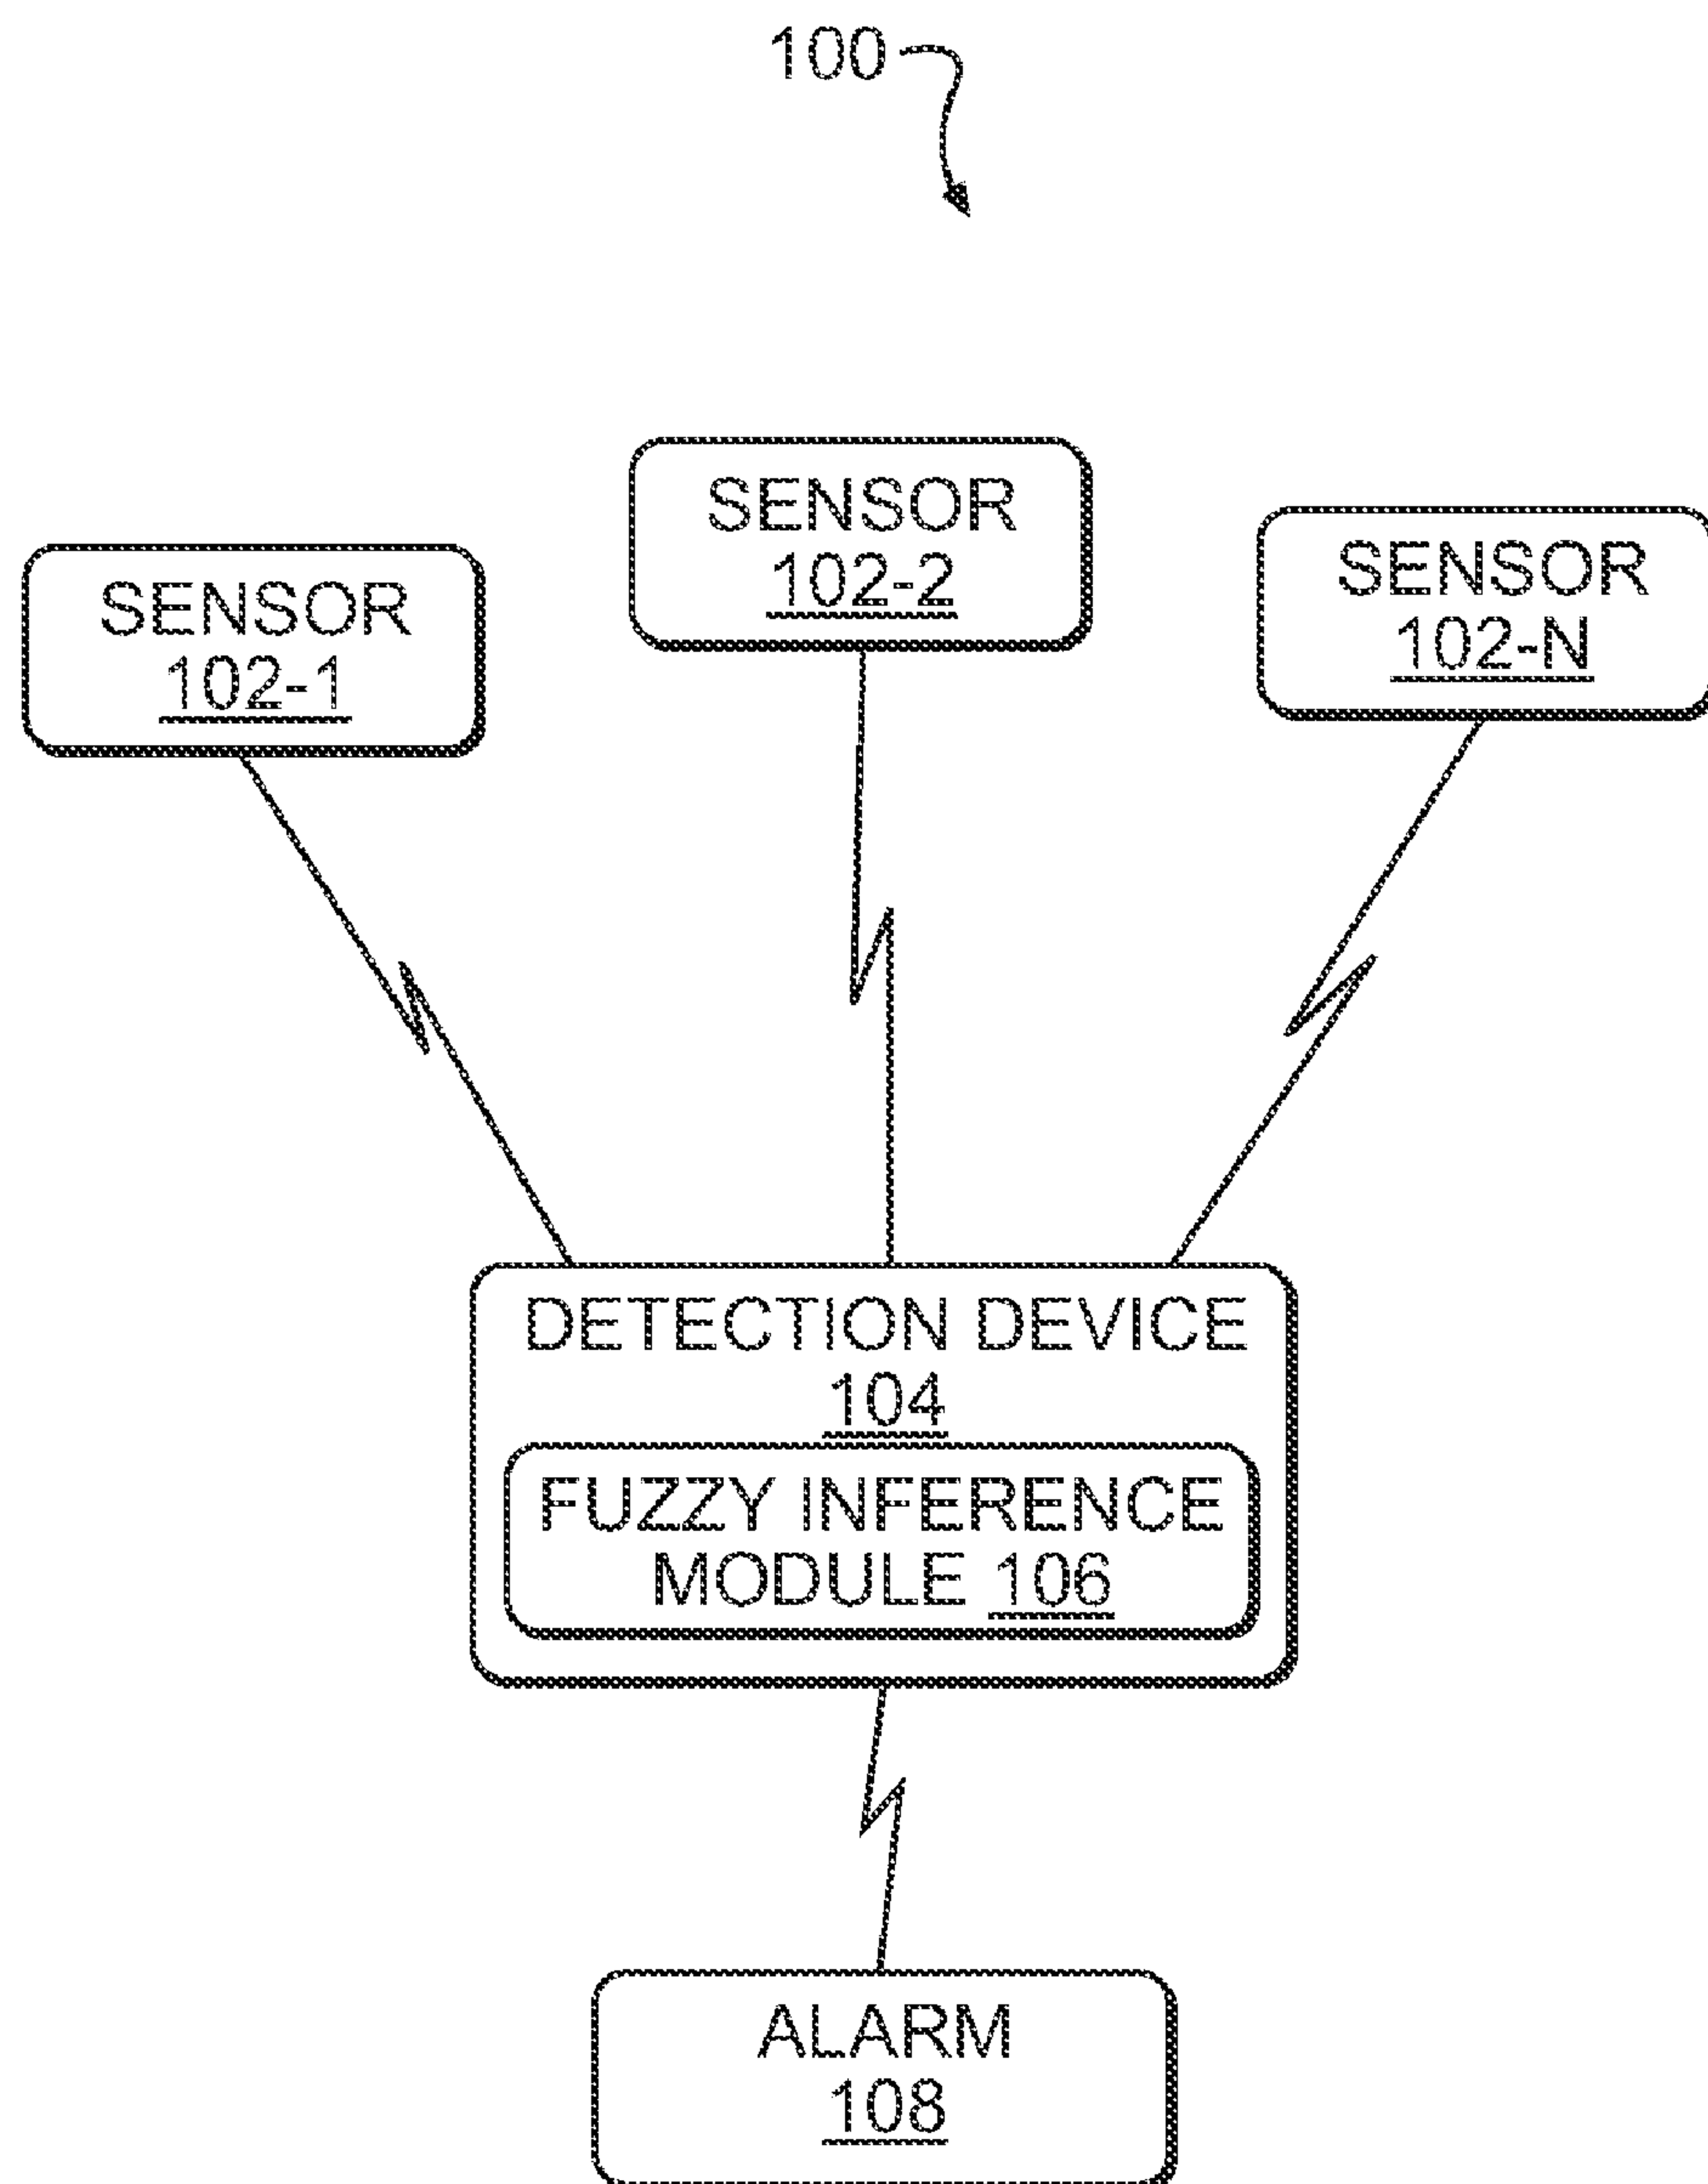 100
SENSOR
102-1
SENSOR
102-2
SENSOR
102-N
DETECTION DEVICE
104
FUZZY INFERENCE
MODULE 106
ALARM
108